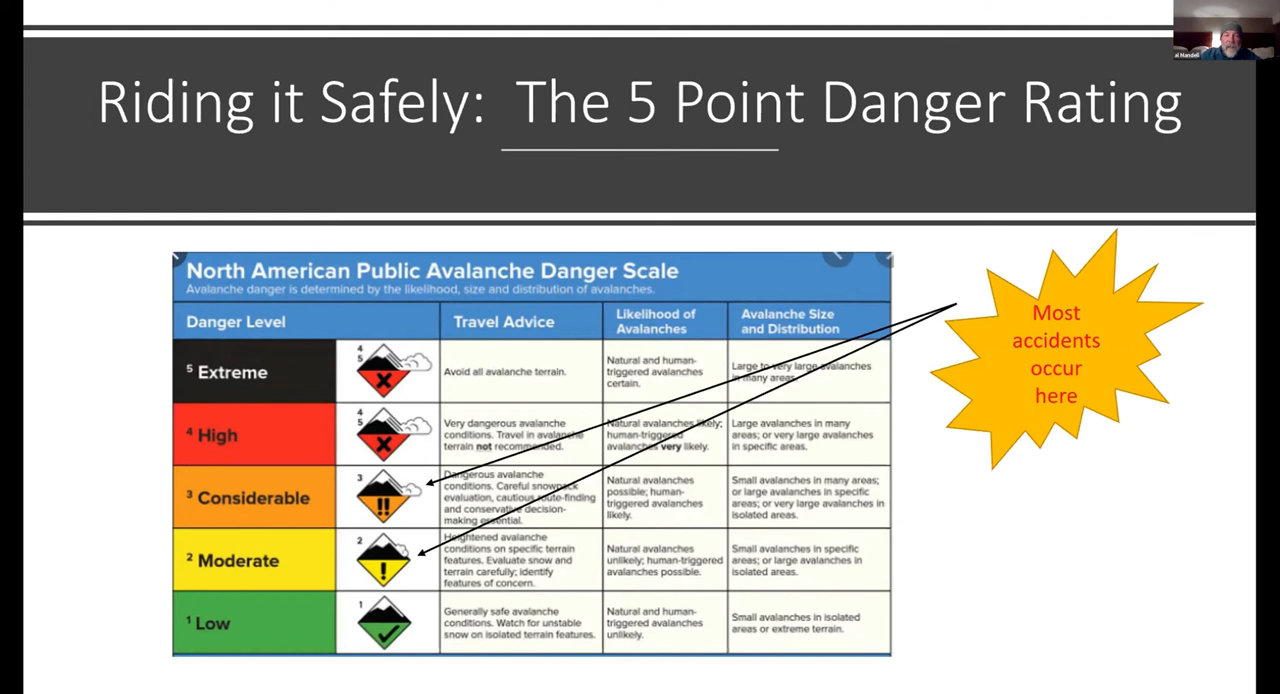 al Nandell
Riding it Safely: The 5 Point Danger Rating
North American Public Avalanche Danger Scale
Avalanche danger is determined by the likelihood, size and distribution of avalanches.
Danger Level
Travel Advice
Likelihood of
Avalanches
Avalanche Size
and Distribution
5 Extreme
4
5
Avoid all avalanche terrain.
Natural and human-
triggered avalanches
certain.
Large to very large avalanches
in many areas.
4 High
4
5
Very dangerous avalanche
conditions. Travel in avalanche
terrain not recommended.
Natural avalanches likely;
human-triggered
avalanches very likely.
Large avalanches in many
areas; or very large avalanches
in specific areas.
3 Considerable
3
!!
Dangerous avalanche
conditions. Careful snowpack
evaluation, cautious route-finding
and conservative decision-
making essential.
Natural avalanches
possible; human-
triggered avalanches
likely.
Small avalanches in many areas;
or large avalanches in specific
areas; or very large avalanches in
isolated areas.
2 Moderate
2
!
Heightened avalanche
conditions on specific terrain
features. Evaluate snow and
terrain carefully; identify
features of concern.
Natural avalanches
unlikely; human-triggered
avalanches possible.
Small avalanches in specific
areas; or large avalanches in
isolated areas.
1 Low
1
Generally safe avalanche
conditions. Watch for unstable
snow on isolated terrain features.
Natural and human-
triggered avalanches
unlikely.
Small avalanches in isolated
areas or extreme terrain.
Most
accidents
occur
here